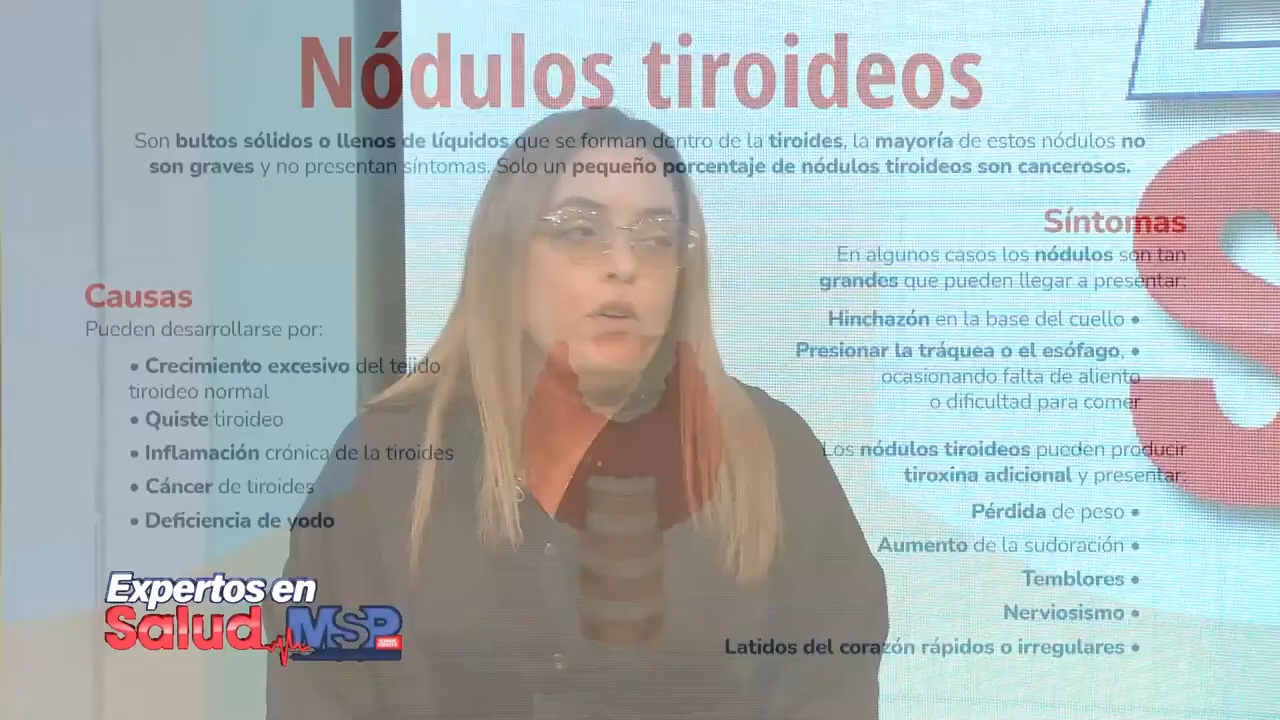 Nódulos tiroideos
Son bultos sólidos o llenos de líquidos que se forman dentro de la tiroides, la mayoría de estos nódulos no
son graves y no presentan síntomas. Solo un pequeño porcentaje de nódulos tiroideos son cancerosos.
Causas
Pueden desarrollarse por:
• Crecimiento excesivo del tejido
tiroideo normal
• Quiste tiroideo
• Inflamación crónica de la tiroides
• Cáncer de tiroides
• Deficiencia de yodo
Síntomas
En algunos casos los nódulos son tan
grandes que pueden llegar a presentar:
Hinchazón en la base del cuello •
Presionar la tráquea o el esófago, •
ocasionando falta de aliento
o dificultad para comer
Los nódulos tiroideos pueden producir
tiroxina adicional y presentar:
Pérdida de peso •
Aumento de la sudoración •
Temblores •
Nerviosismo •
Latidos del corazón rápidos o irregulares •
Expertos en
Salud MSP